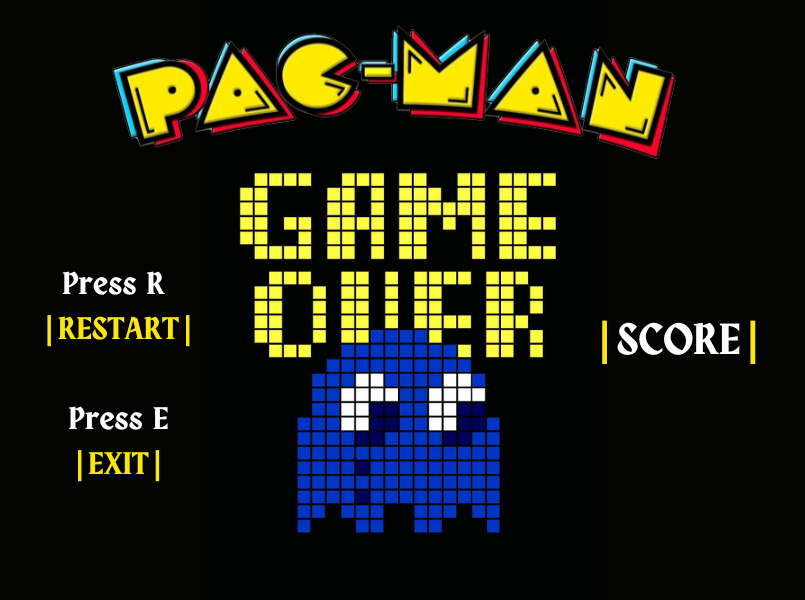 PAC-MAN
GAME
OVER
Press R
|RESTART|
Press E
|EXIT|
|SCORE|